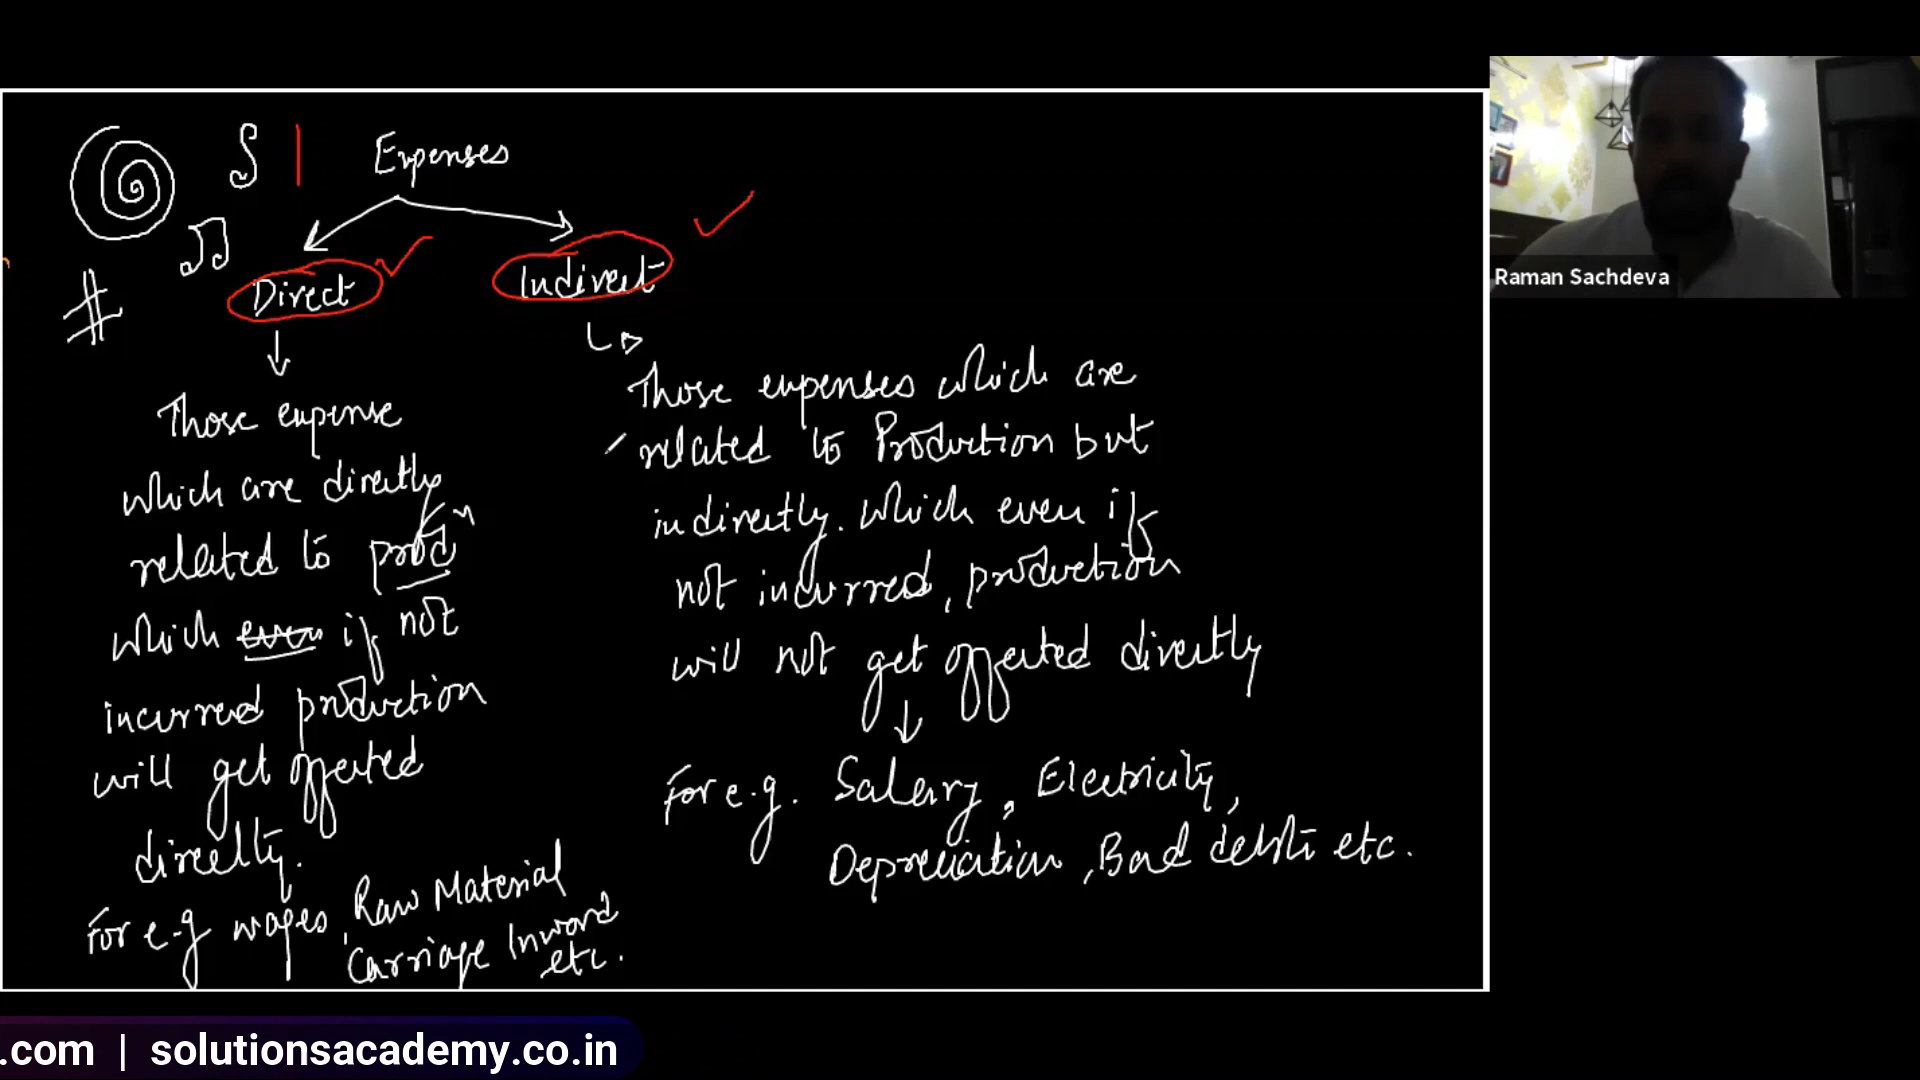 Expenses
Direct
Indirect
Those expense
which are directly
related to prodⁿ
which even if not
incurred production
will get affected
directly.
For e.g wages, Raw Material
Carriage Inward
etc.
Those expenses which are
related to Production but
indirectly. Which even if
not incurred, production
will not get affected directly
For e.g. Salary, Electricity,
Depreciation, Bad debts etc.
Raman Sachdeva
.com | solutionsacademy.co.in